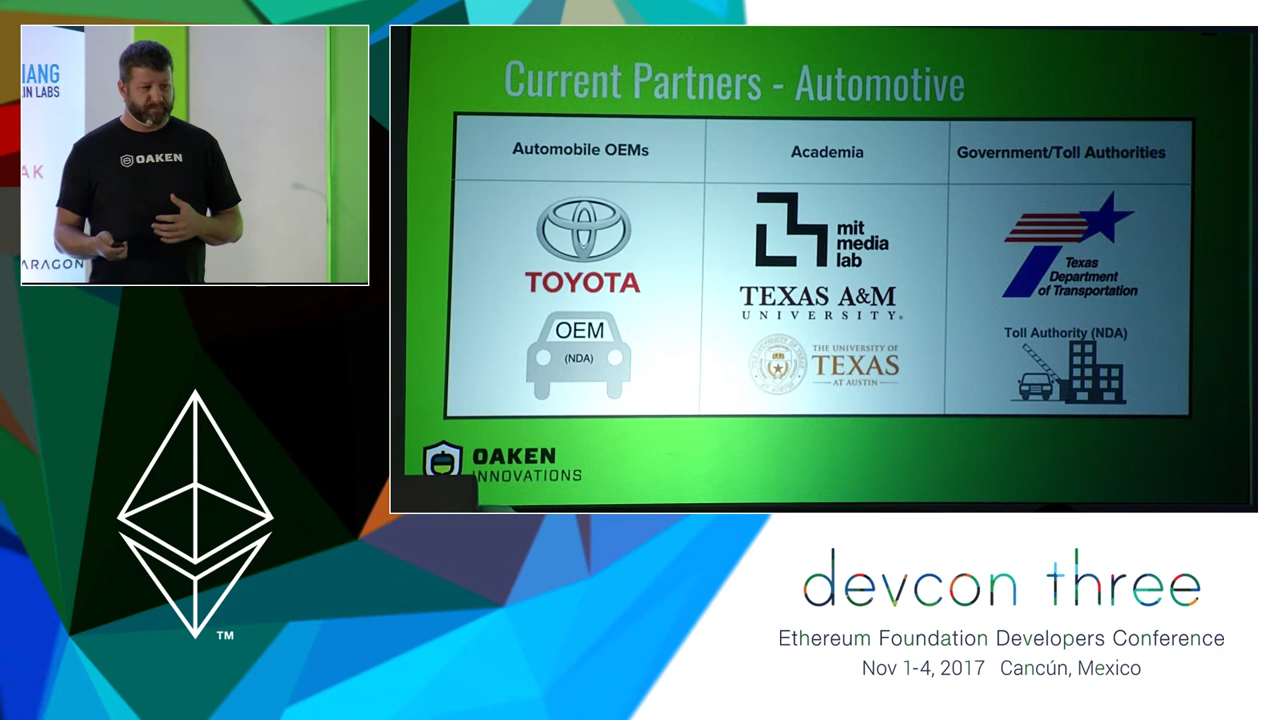 IANG
IN LABS
AK
ARAGON
OAKEN
Current Partners - Automotive
Automobile OEMs
Academia
Government/Toll Authorities
TOYOTA
OEM
(NDA)
mit
media
lab
TEXAS A&M
UNIVERSITY
THE UNIVERSITY OF
TEXAS
AT AUSTIN
Texas
Department
of Transportation
Toll Authority (NDA)
OAKEN
INNOVATIONS
TM
devcon three
Ethereum Foundation Developers Conference
Nov 1-4, 2017 Cancún, Mexico